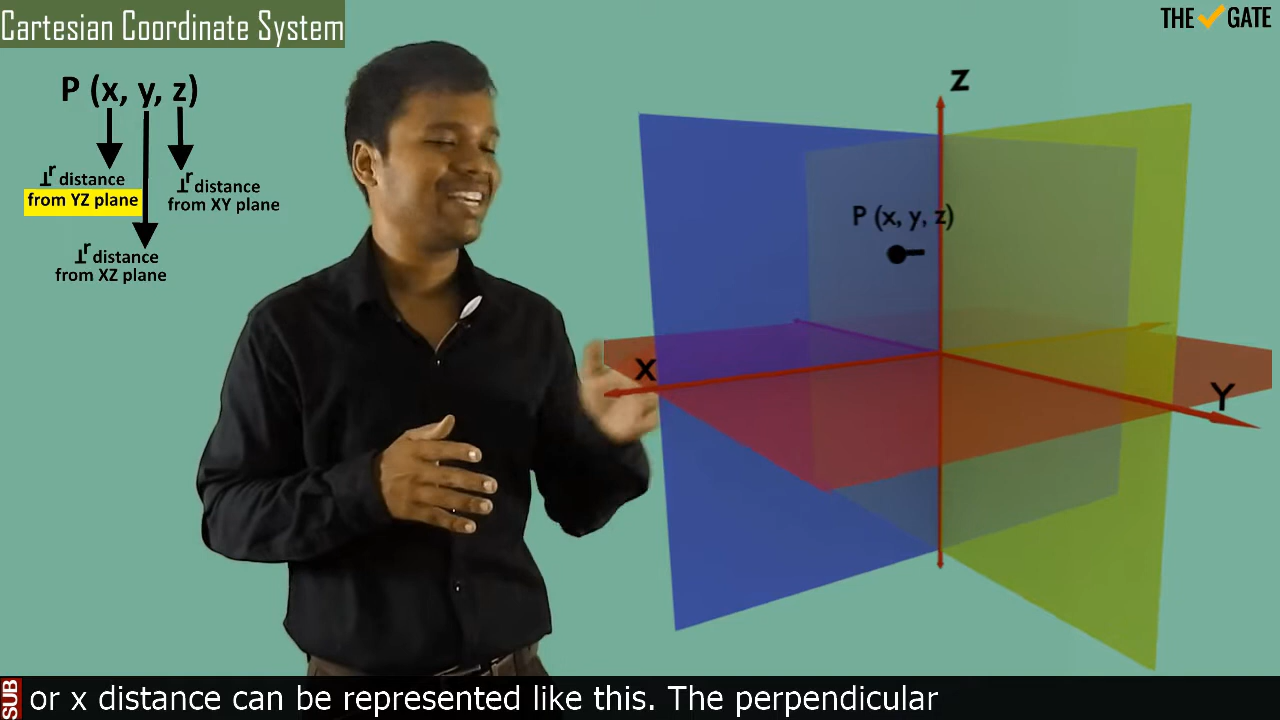 Cartesian Coordinate System
THE GATE
P (x, y, z)
⊥r distance
from YZ plane
⊥r distance
from XY plane
⊥r distance
from XZ plane
Z
P (x, y, z)
X
Y
SUB
or x distance can be represented like this. The perpendicular